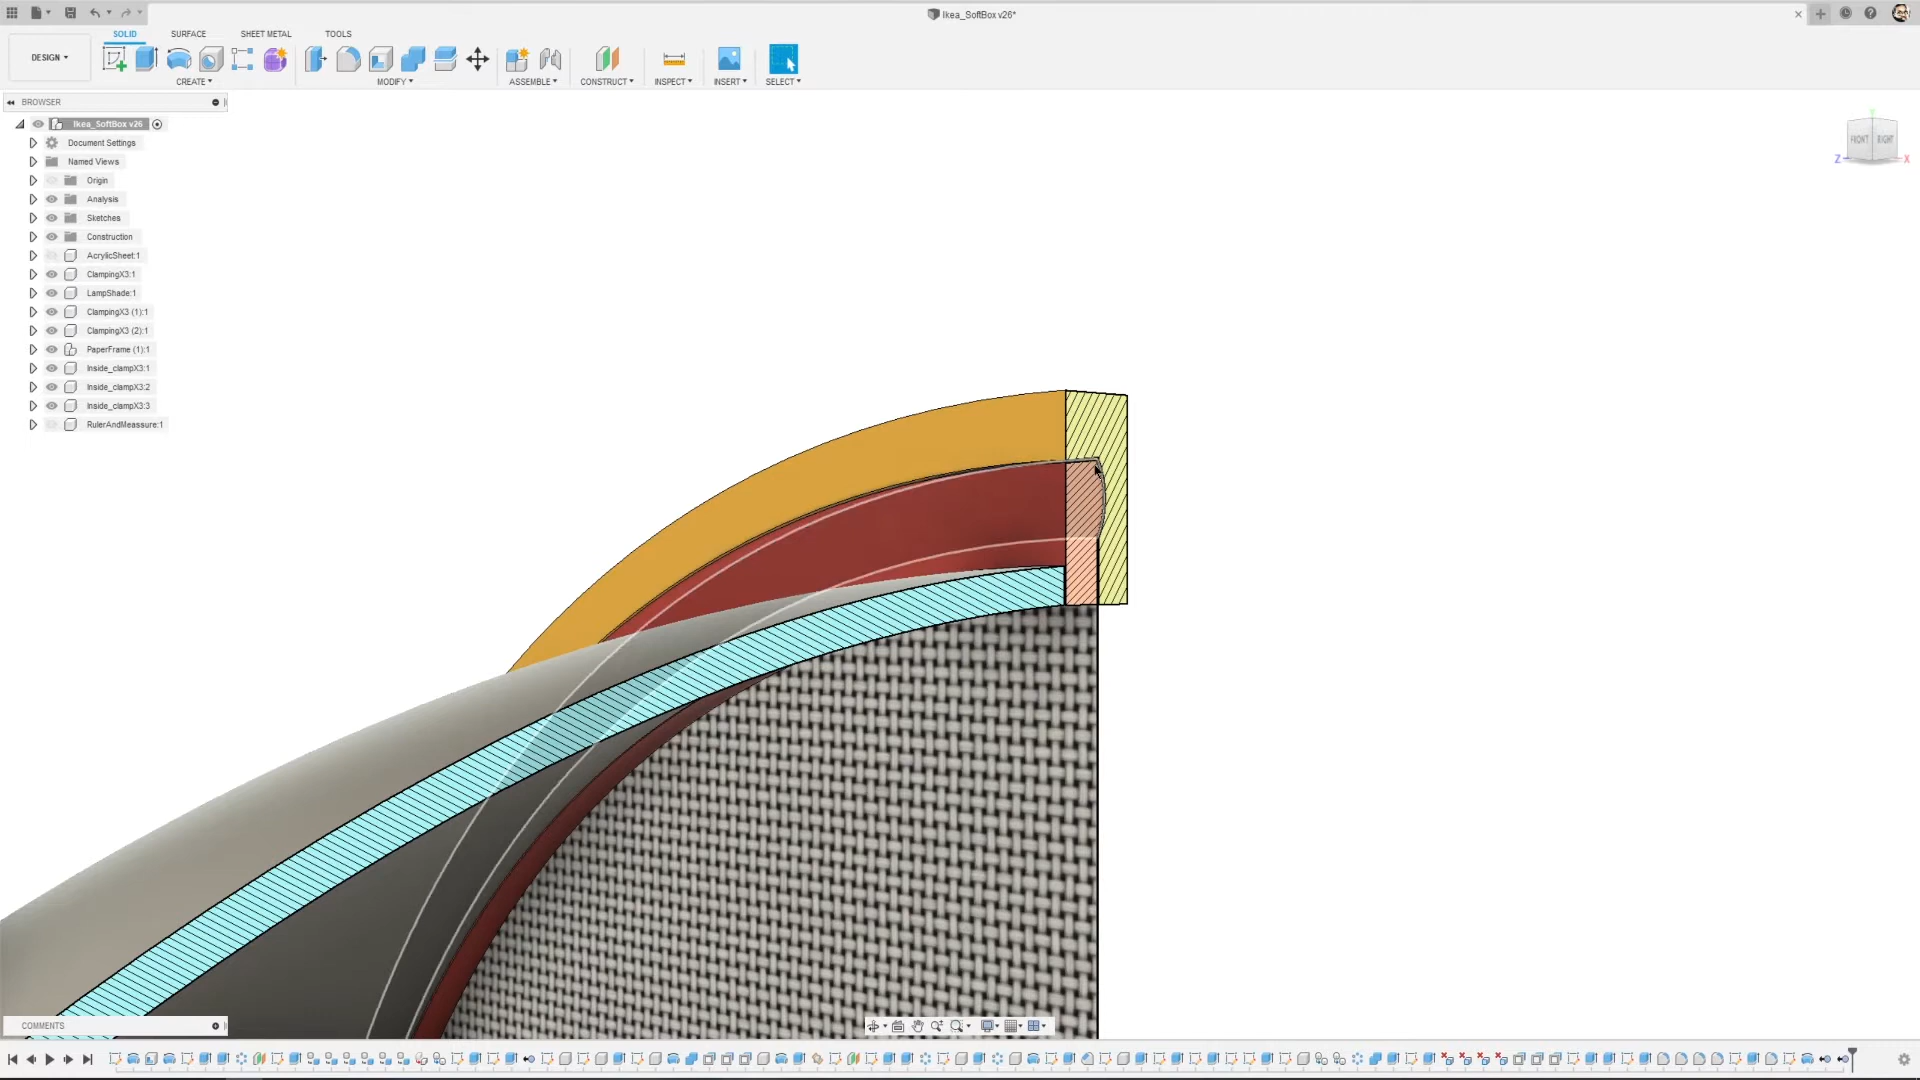 Ikea_SoftBox v26*
SOLID
SURFACE
SHEET METAL
TOOLS
DESIGN
CREATE
MODIFY
ASSEMBLE
CONSTRUCT
INSPECT
INSERT
SELECT
BROWSER
Ikea_SoftBox v26
Document Settings
Named Views
Origin
Analysis
Sketches
Construction
AcrylicSheet:1
ClampingX3:1
LampShade:1
ClampingX3 (1):1
ClampingX3 (2):1
PaperFrame (1):1
Inside_clampX3:1
Inside_clampX3:2
Inside_clampX3:3
RulerAndMeassure:1
FRONT
RIGHT
Z
X
COMMENTS